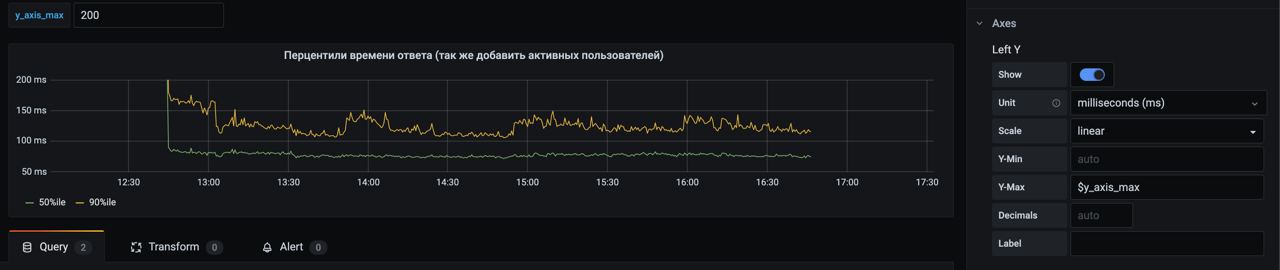 y_axis_max 200
Перцентили времени ответа (так же добавить активных пользователей)
200 ms
150 ms
100 ms
50 ms
12:30 13:00 13:30 14:00 14:30 15:00 15:30 16:00 16:30 17:00 17:30
50%ile 90%ile
Query 2 Transform 0 Alert 0
Axes
Left Y
Show
Unit milliseconds (ms)
Scale linear
Y-Min auto
Y-Max $y_axis_max
Decimals auto
Label